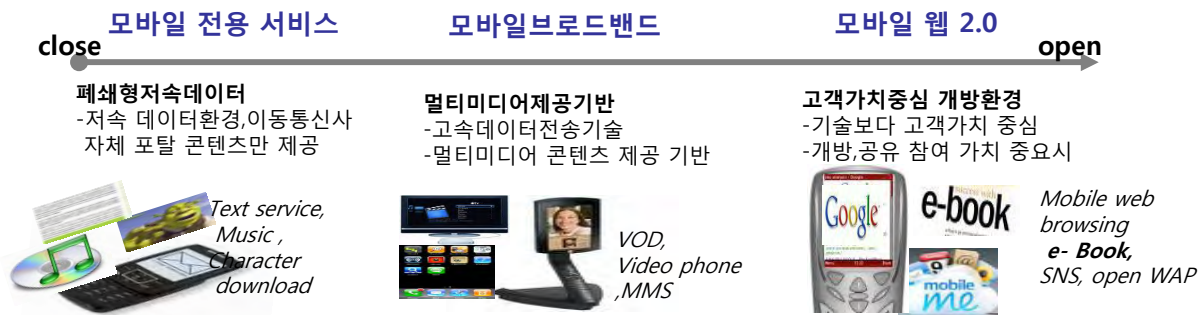 모바일 전용 서비스
모바일브로드밴드
모바일 웹 2.0
close
open
폐쇄형저속데이터
-저속 데이터환경,이동통신사
자체 포탈 콘텐츠만 제공
멀티미디어제공기반
-고속데이터전송기술
-멀티미디어 콘텐츠 제공 기반
고객가치중심 개방환경
-기술보다 고객가치 중심
-개방,공유 참여 가치 중요시
Text service,
Music ,
Character
download
VOD,
Video phone
,MMS
Google
e-book
mobile
me
Mobile web
browsing
e- Book,
SNS, open WAP